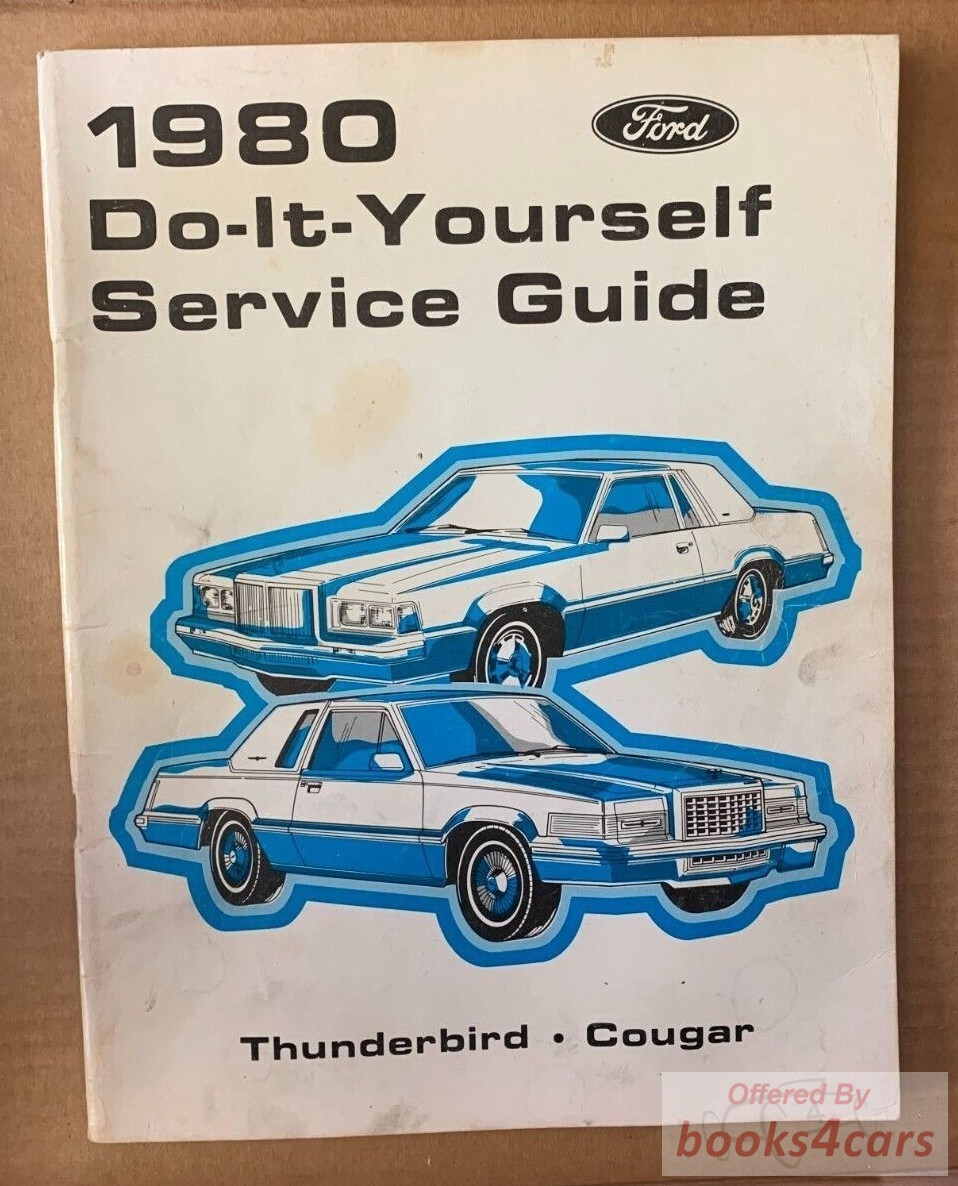 1980
Ford
Do-It-Yourself
Service Guide
Thunderbird • Cougar
Offered By
books4cars